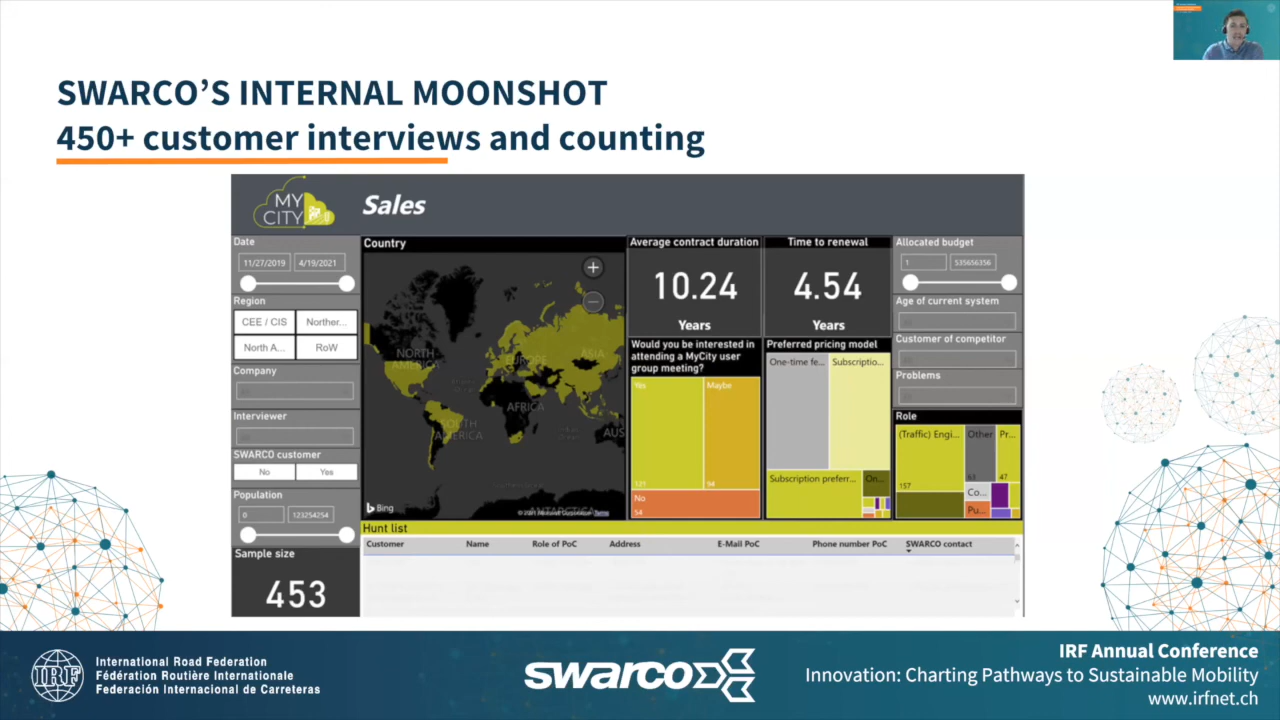 SWARCO’S INTERNAL MOONSHOT
450+ customer interviews and counting
MY
CITY
Sales
Date
11/27/2019
4/19/2021
Region
CEE / CIS
Norther...
North A...
RoW
Company
Interviewer
SWARCO customer
No
Yes
Population
0
123254254
Sample size
453
Country
NORTH
AMERICA
EUROPE
ASIA
AFRICA
SOUTH
AMERICA
AUS
ANTARCTICA
Bing
© 2021 Microsoft Corporation Terms
Average contract duration
10.24
Years
Time to renewal
4.54
Years
Would you be interested in
attending a MyCity user
group meeting?
Yes
121
Maybe
94
No
54
Preferred pricing model
One-time fe...
Subscriptio...
Subscription preferr...
On...
Allocated budget
1
535656356
Age of current system
Customer of competitor
Problems
Role
(Traffic) Engi...
157
Other
63
Pr...
47
Co...
Pu...
Hunt list
Customer
Name
Role of PoC
Address
E-Mail PoC
Phone number PoC
SWARCO contact
IRF
International Road Federation
Fédération Routière Internationale
Federación Internacional de Carreteras
swarco
IRF Annual Conference
Innovation: Charting Pathways to Sustainable Mobility
www.irfnet.ch